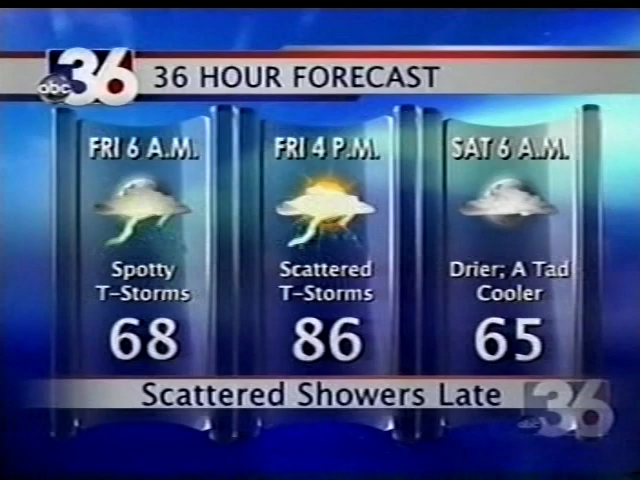 abc 36 36 HOUR FORECAST
FRI 6 A.M.
Spotty
T-Storms
68
FRI 4 P.M.
Scattered
T-Storms
86
SAT 6 A.M.
Drier; A Tad
Cooler
65
Scattered Showers Late
abc 36